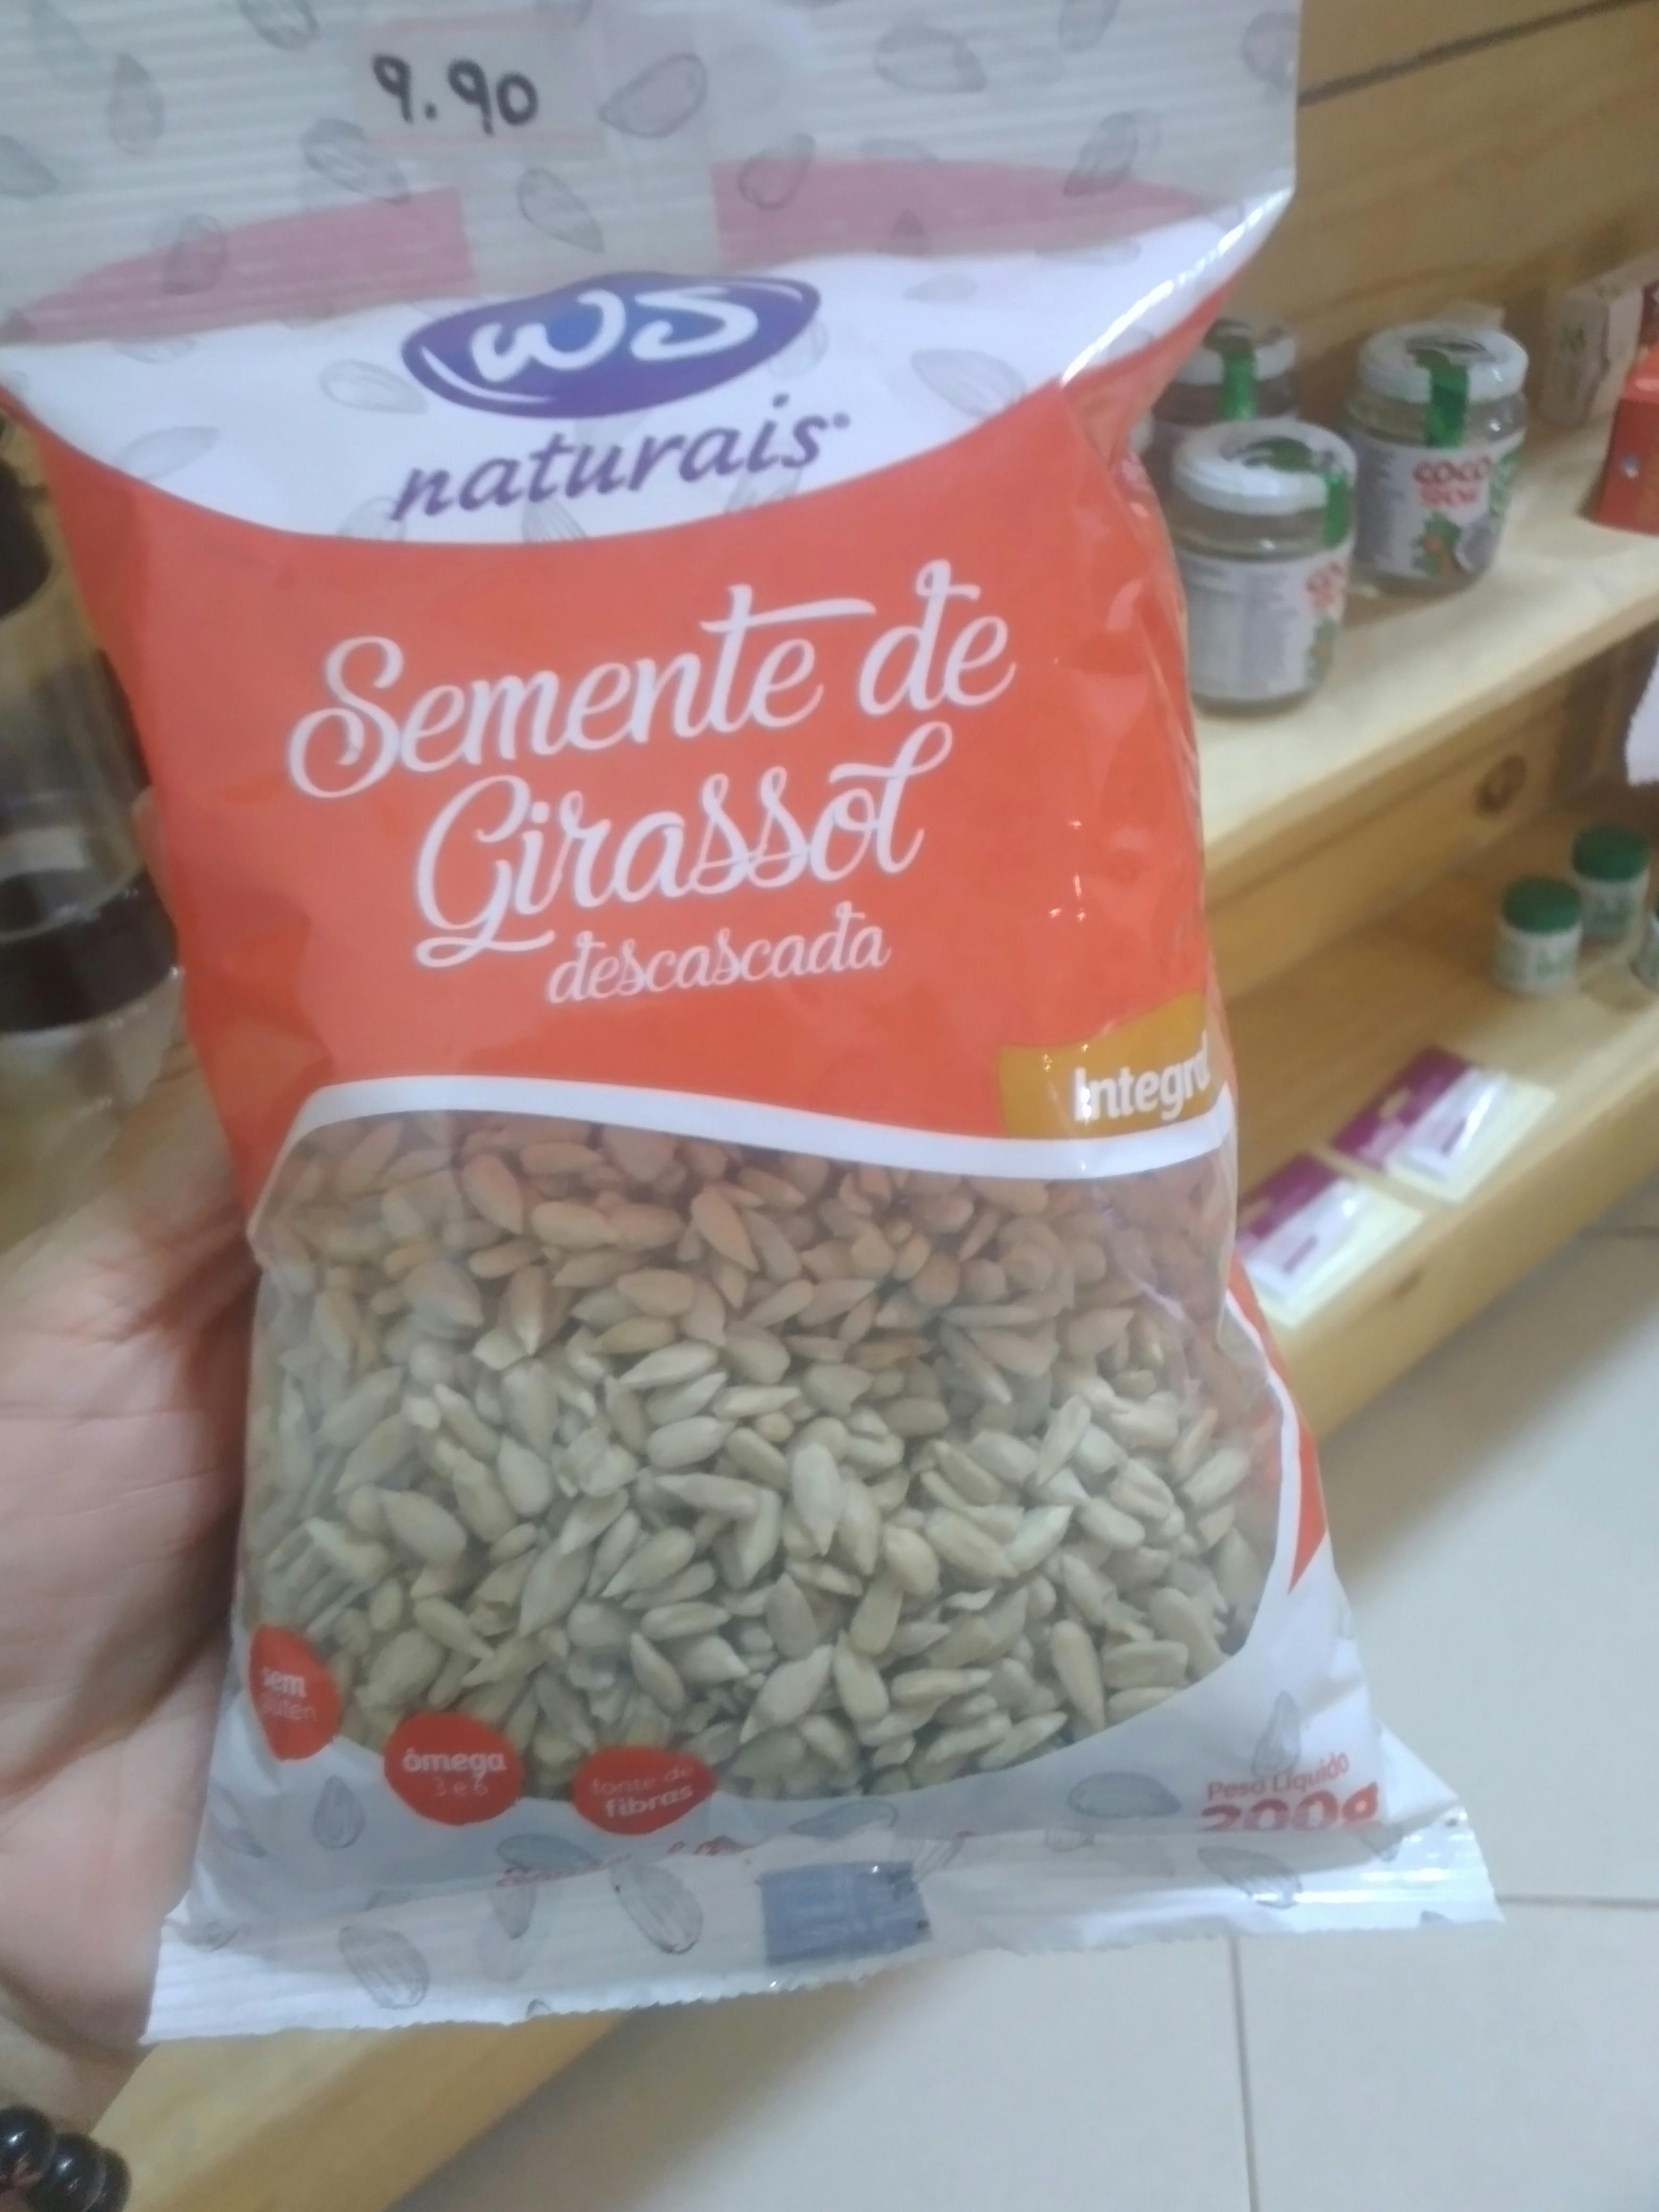 9.90
WS
naturais
Semente de
Girassol
descascada
Integral
sem
glúten
ômega
3 e 6
fonte de
fibras
Peso Líquido
200g
COCO